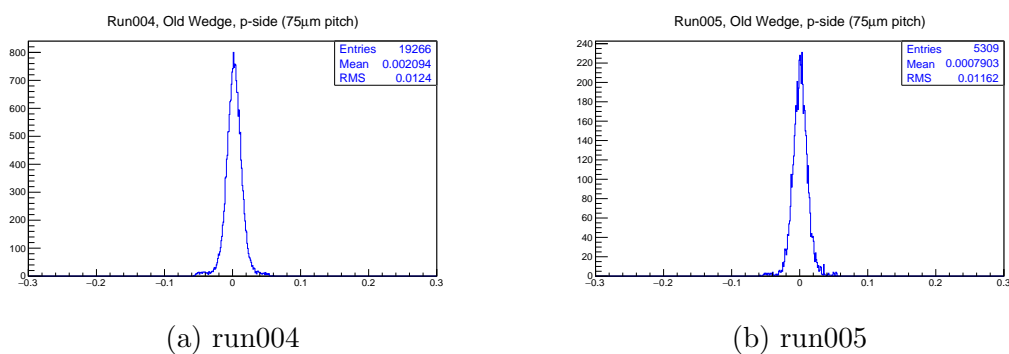 Run004, Old Wedge, p-side (75μm pitch)
Entries 19266
Mean 0.002094
RMS 0.0124
800
700
600
500
400
300
200
100
0
−0.3 −0.2 −0.1 0 0.1 0.2 0.3
(a) run004
Run005, Old Wedge, p-side (75μm pitch)
Entries 5309
Mean 0.0007903
RMS 0.01162
240
220
200
180
160
140
120
100
80
60
40
20
0
−0.3 −0.2 −0.1 0 0.1 0.2 0.3
(b) run005